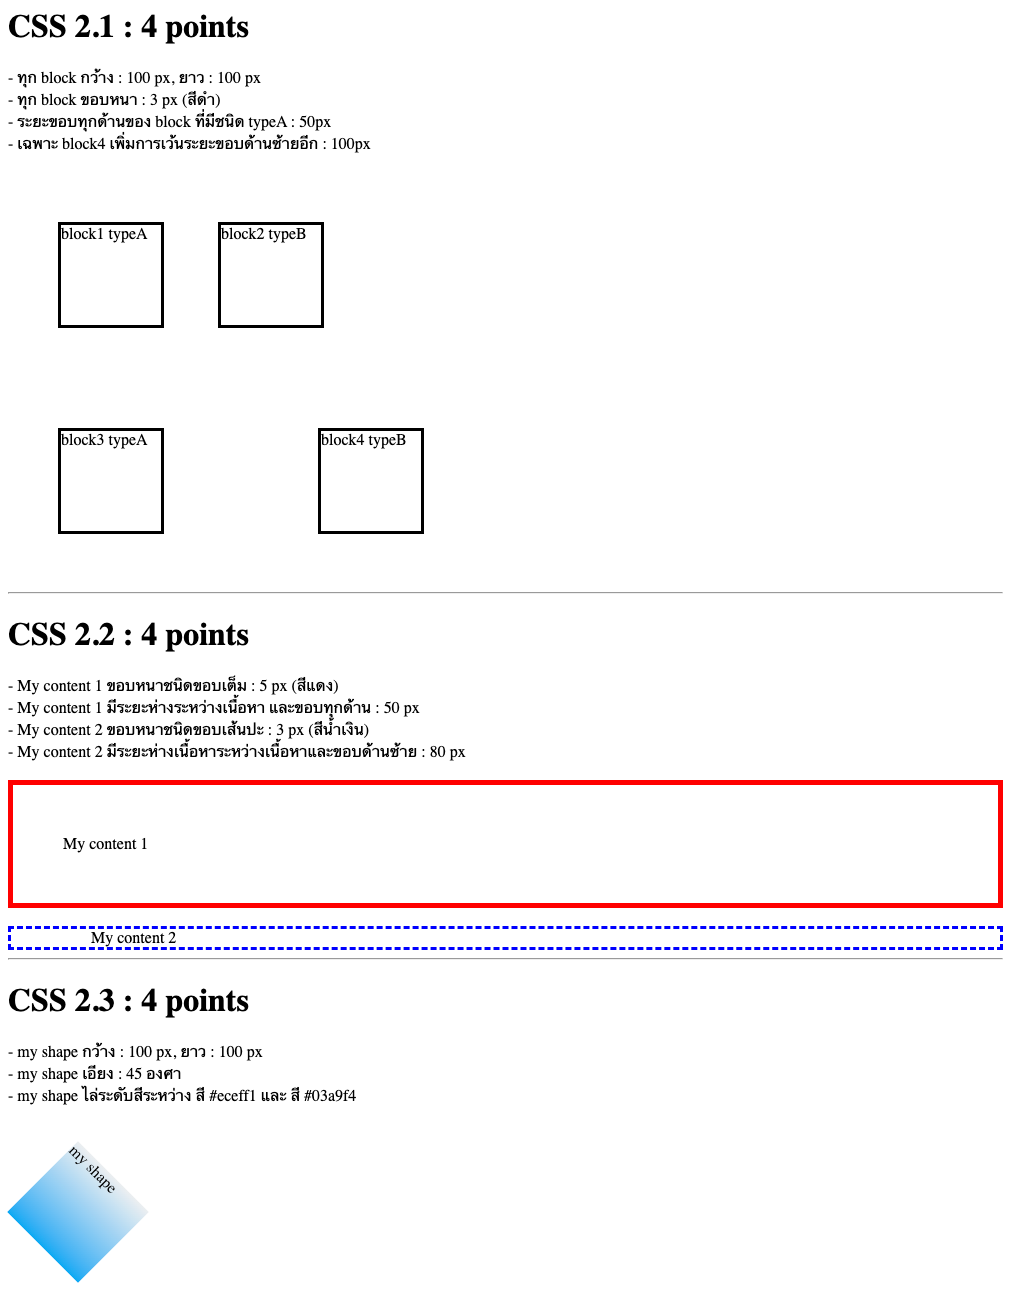 CSS 2.1 : 4 points
- ทุก block กว้าง : 100 px, ยาว : 100 px
- ทุก block ขอบหนา : 3 px (สีดำ)
- ระยะขอบทุกด้านของ block ที่มีชนิด typeA : 50px
- เฉพาะ block4 เพิ่มการเว้นระยะขอบด้านซ้ายอีก : 100px
block1 typeA
block2 typeB
block3 typeA
block4 typeB
CSS 2.2 : 4 points
- My content 1 ขอบหนาชนิดขอบเต็ม : 5 px (สีแดง)
- My content 1 มีระยะห่างระหว่างเนื้อหา และขอบทุกด้าน : 50 px
- My content 2 ขอบหนาชนิดขอบเส้นปะ : 3 px (สีน้ำเงิน)
- My content 2 มีระยะห่างเนื้อหาระหว่างเนื้อหาและขอบด้านซ้าย : 80 px
My content 1
My content 2
CSS 2.3 : 4 points
- my shape กว้าง : 100 px, ยาว : 100 px
- my shape เอียง : 45 องศา
- my shape ไล่ระดับสีระหว่าง สี #eceff1 และ สี #03a9f4
my shape